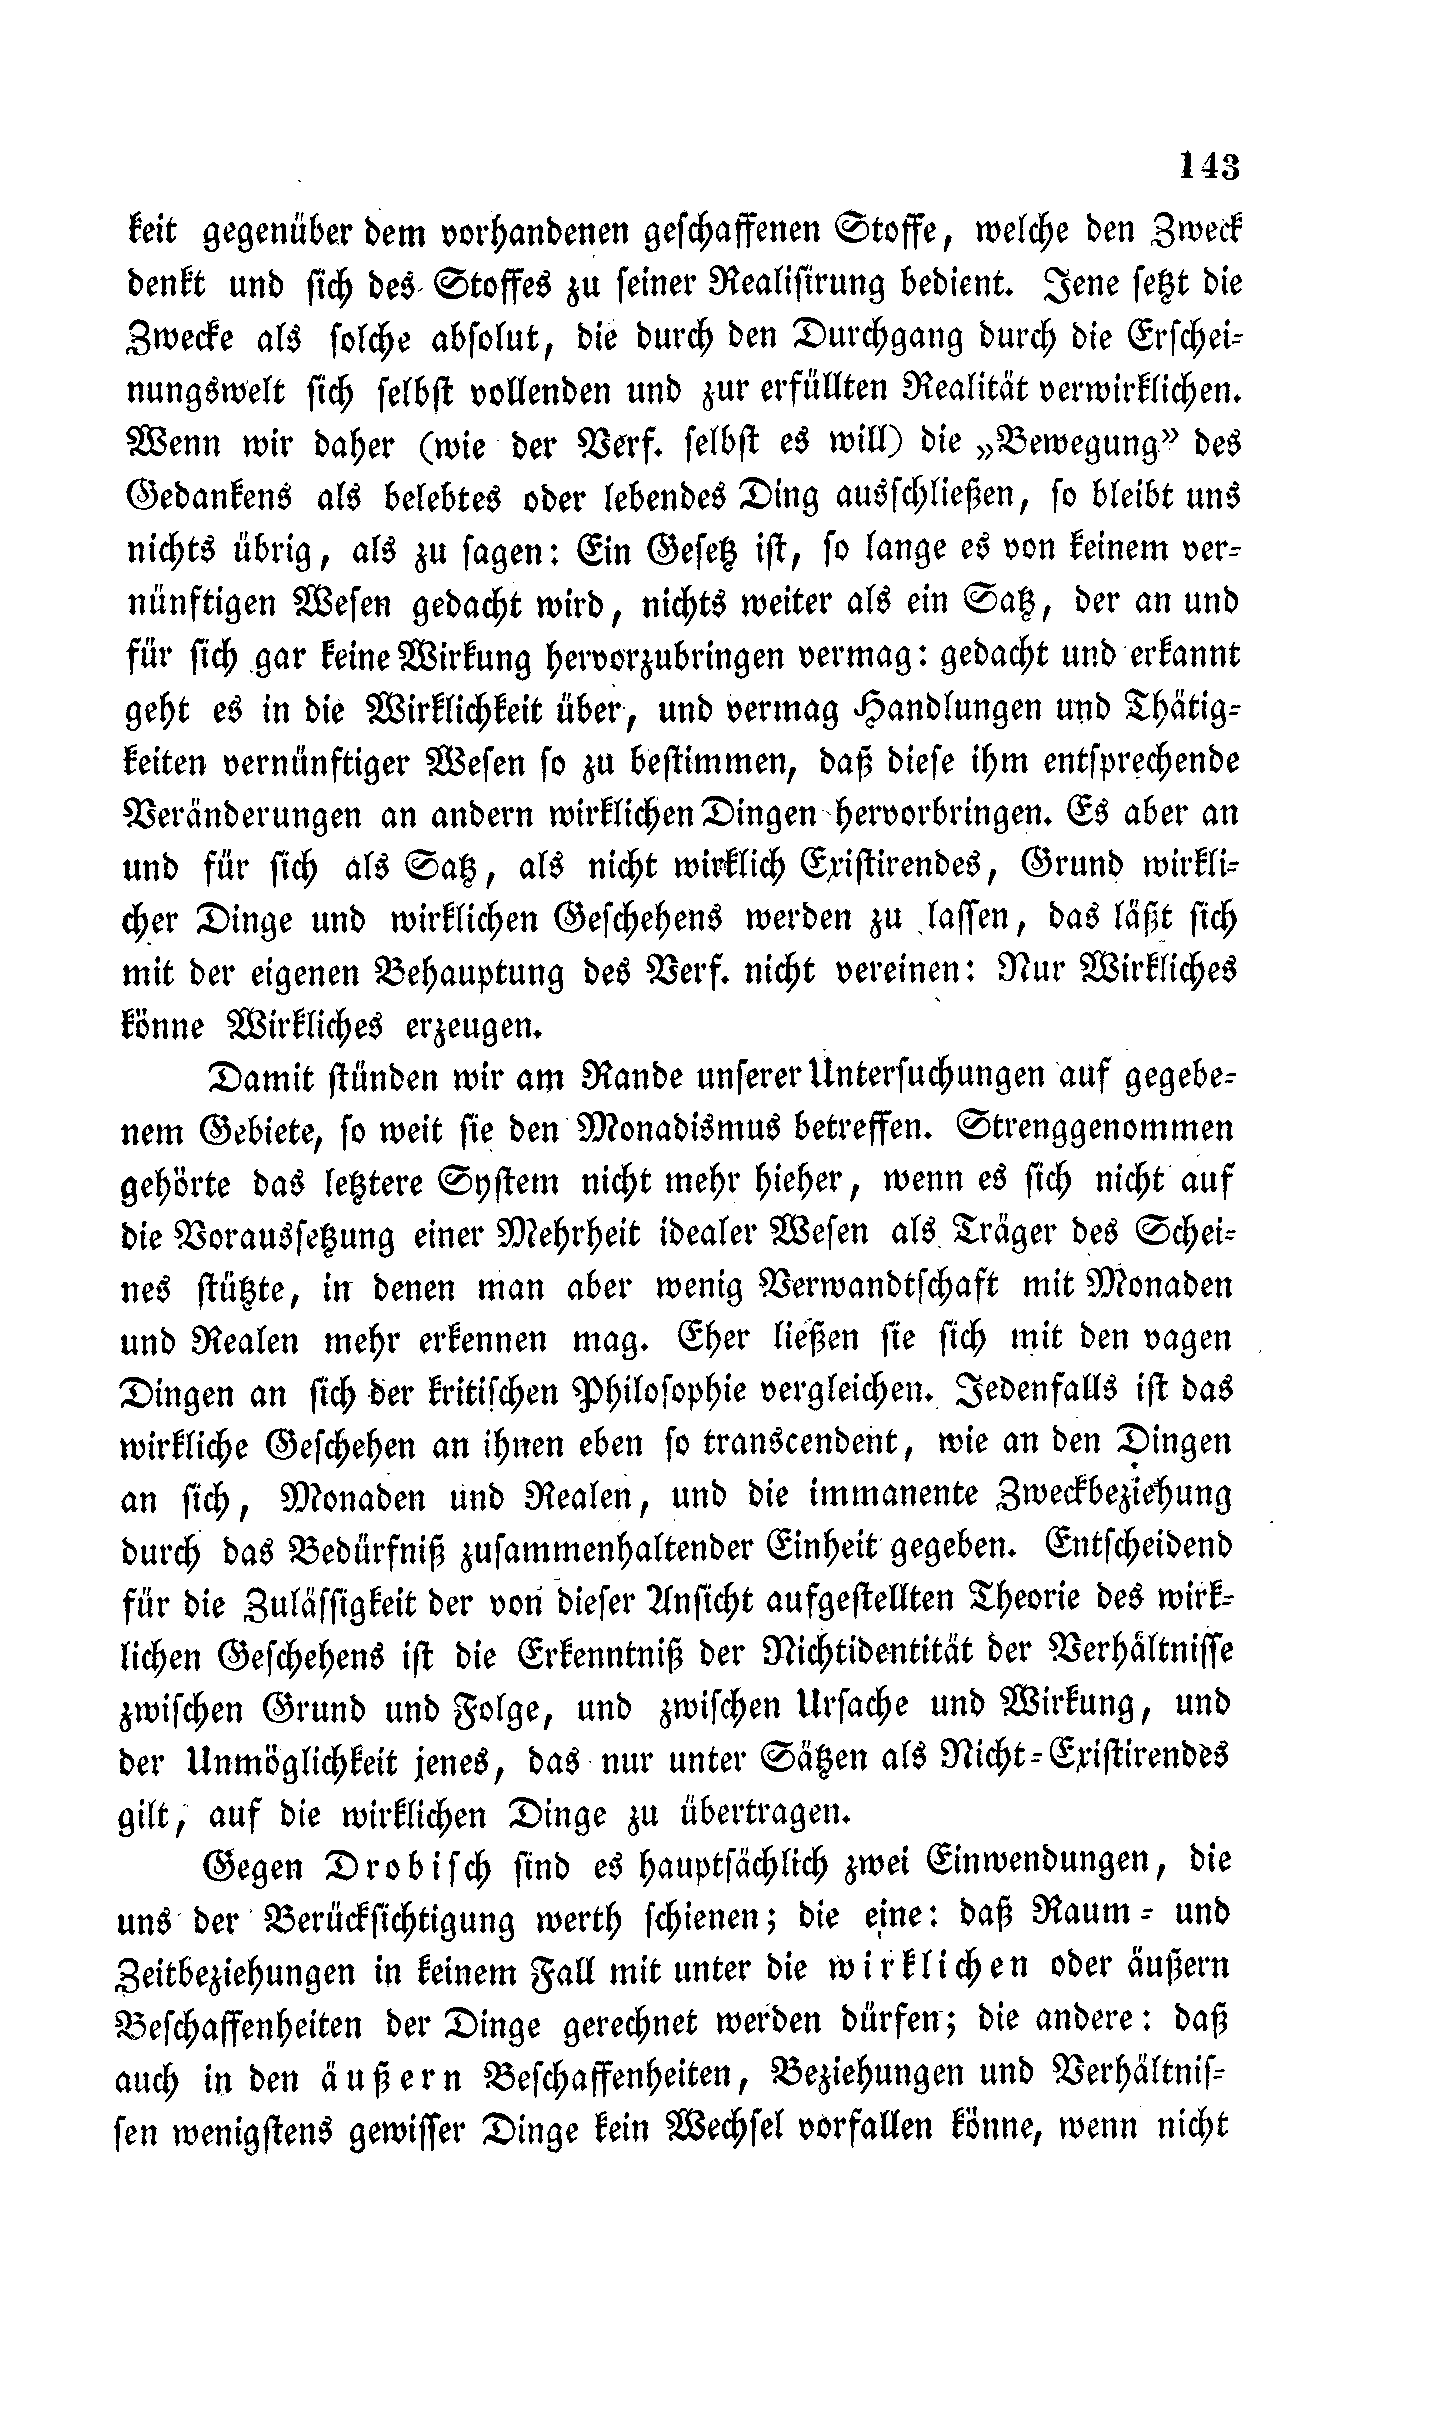 143
keit gegenüber dem vorhandenen geschaffenen Stoffe, welche den Zweck
denkt und sich des Stoffes zu seiner Realisirung bedient. Jene setzt die
Zwecke als solche absolut, die durch den Durchgang durch die Erschei-
nungswelt sich selbst vollenden und zur erfüllten Realität verwirklichen.
Wenn wir daher (wie der Verf. selbst es will) die „Bewegung” des
Gedankens als belebtes oder lebendes Ding ausschließen, so bleibt uns
nichts übrig, als zu sagen: Ein Gesetz ist, so lange es von keinem ver-
nünftigen Wesen gedacht wird, nichts weiter als ein Satz, der an und
für sich gar keine Wirkung hervorzubringen vermag: gedacht und erkannt
geht es in die Wirklichkeit über, und vermag Handlungen und Thätig-
keiten vernünftiger Wesen so zu bestimmen, daß diese ihm entsprechende
Veränderungen an andern wirklichen Dingen hervorbringen. Es aber an
und für sich als Satz, als nicht wirklich Existirendes, Grund wirkli-
cher Dinge und wirklichen Geschehens werden zu lassen, das läßt sich
mit der eigenen Behauptung des Verf. nicht vereinen: Nur Wirkliches
könne Wirkliches erzeugen.
Damit stünden wir am Rande unserer Untersuchungen auf gegebe-
nem Gebiete, so weit sie den Monadismus betreffen. Strenggenommen
gehörte das letztere System nicht mehr hieher, wenn es sich nicht auf
die Voraussetzung einer Mehrheit idealer Wesen als Träger des Schei-
nes stützte, in denen man aber wenig Verwandtschaft mit Monaden
und Realen mehr erkennen mag. Eher ließen sie sich mit den vagen
Dingen an sich der kritischen Philosophie vergleichen. Jedenfalls ist das
wirkliche Geschehen an ihnen eben so transcendent, wie an den Dingen
an sich, Monaden und Realen, und die immanente Zweckbeziehung
durch das Bedürfniß zusammenhaltender Einheit gegeben. Entscheidend
für die Zulässigkeit der von dieser Ansicht aufgestellten Theorie des wirk-
lichen Geschehens ist die Erkenntniß der Nichtidentität der Verhältnisse
zwischen Grund und Folge, und zwischen Ursache und Wirkung, und
der Unmöglichkeit jenes, das nur unter Sätzen als Nicht-Existirendes
gilt, auf die wirklichen Dinge zu übertragen.
Gegen Drobisch sind es hauptsächlich zwei Einwendungen, die
uns der Berücksichtigung werth schienen; die eine: daß Raum- und
Zeitbeziehungen in keinem Fall mit unter die wirklichen oder äußern
Beschaffenheiten der Dinge gerechnet werden dürfen; die andere: daß
auch in den äußern Beschaffenheiten, Beziehungen und Verhältnis-
sen wenigstens gewisser Dinge kein Wechsel vorfallen könne, wenn nicht